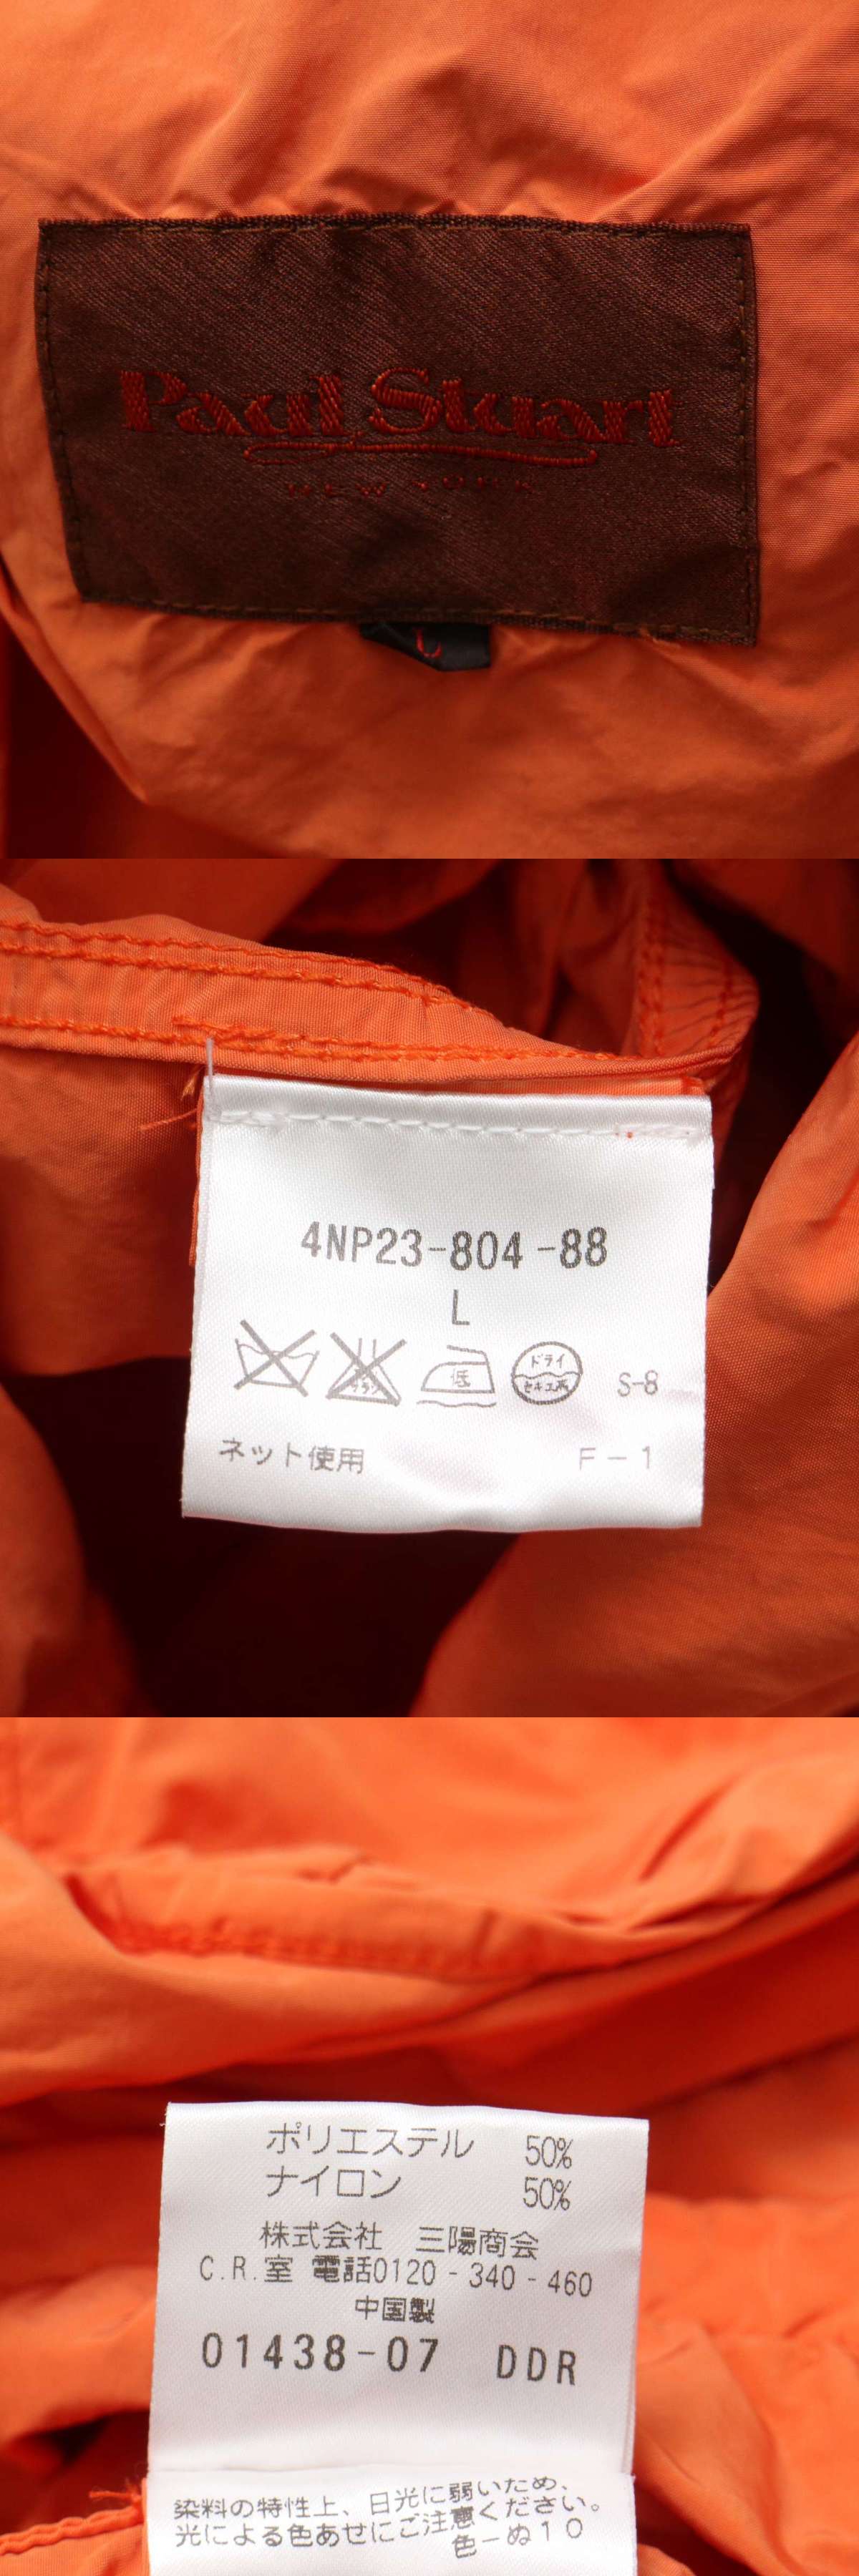 Paul Stuart
NEW YORK
L
4NP23-804-88
L
低 ドライ セキユ系 S-8
ネット使用 F-1
ポリエステル 50%
ナイロン 50%
株式会社 三陽商会
C.R.室 電話0120-340-460
中国製
01438-07 DDR
染料の特性上、日光に弱いため、
光による色あせにご注意ください。
色-ぬ10